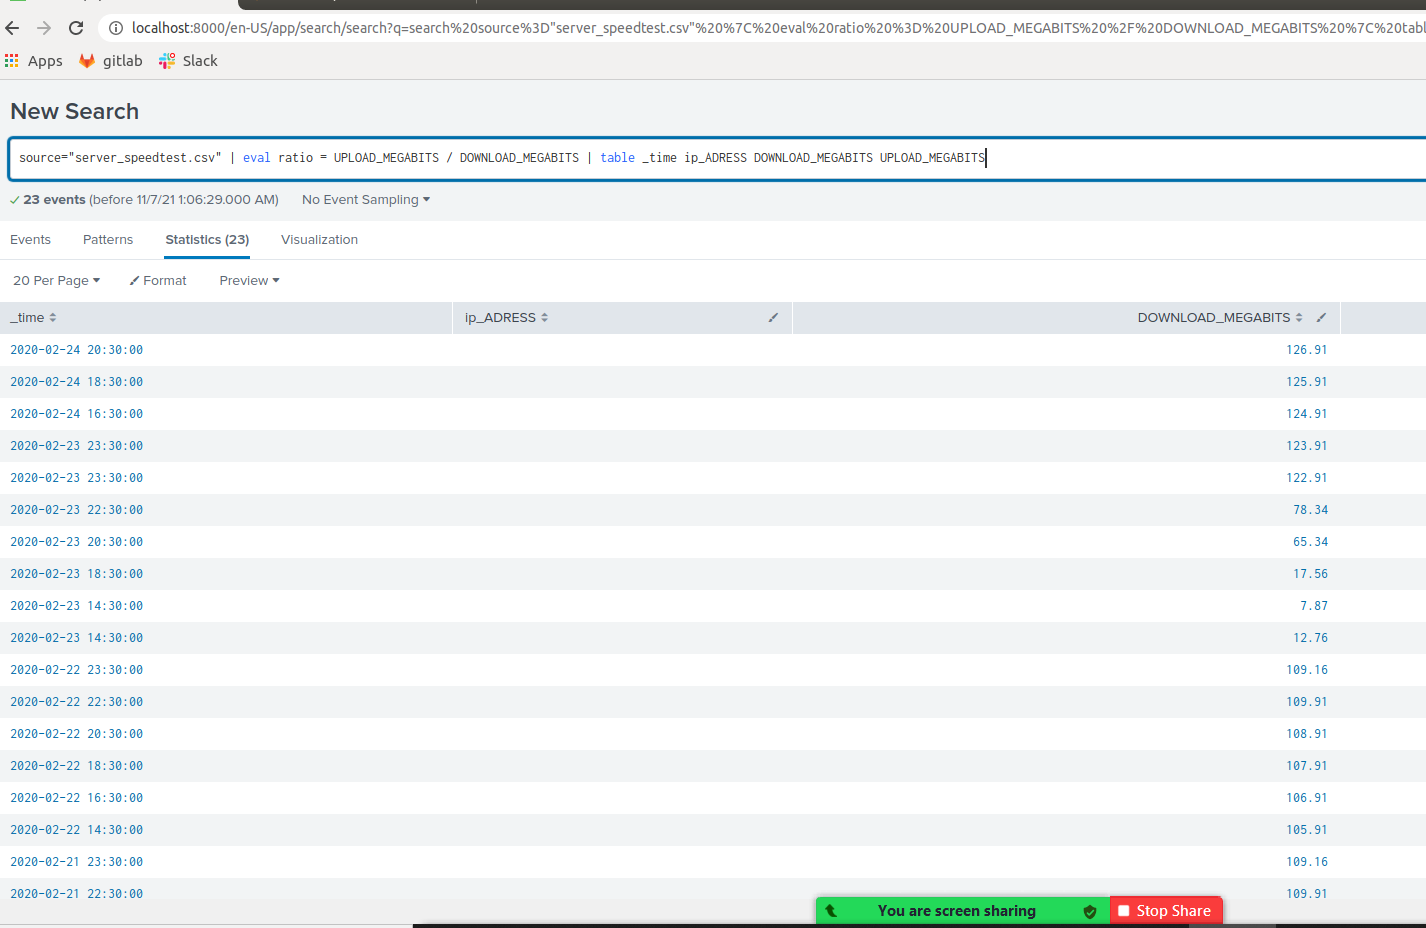 localhost:8000/en-US/app/search/search?q=search%20source%3D"server_speedtest.csv"%20%7C%20eval%20ratio%20%3D%20UPLOAD_MEGABITS%20%2F%20DOWNLOAD_MEGABITS%20%7C%20tabl
Apps gitlab Slack
New Search
source="server_speedtest.csv" | eval ratio = UPLOAD_MEGABITS / DOWNLOAD_MEGABITS | table _time ip_ADRESS DOWNLOAD_MEGABITS UPLOAD_MEGABITS
23 events (before 11/7/21 1:06:29.000 AM) No Event Sampling
Events Patterns Statistics (23) Visualization
20 Per Page Format Preview
_time ip_ADRESS DOWNLOAD_MEGABITS
2020-02-24 20:30:00 126.91
2020-02-24 18:30:00 125.91
2020-02-24 16:30:00 124.91
2020-02-23 23:30:00 123.91
2020-02-23 23:30:00 122.91
2020-02-23 22:30:00 78.34
2020-02-23 20:30:00 65.34
2020-02-23 18:30:00 17.56
2020-02-23 14:30:00 7.87
2020-02-23 14:30:00 12.76
2020-02-22 23:30:00 109.16
2020-02-22 22:30:00 109.91
2020-02-22 20:30:00 108.91
2020-02-22 18:30:00 107.91
2020-02-22 16:30:00 106.91
2020-02-22 14:30:00 105.91
2020-02-21 23:30:00 109.16
2020-02-21 22:30:00 109.91
You are screen sharing Stop Share